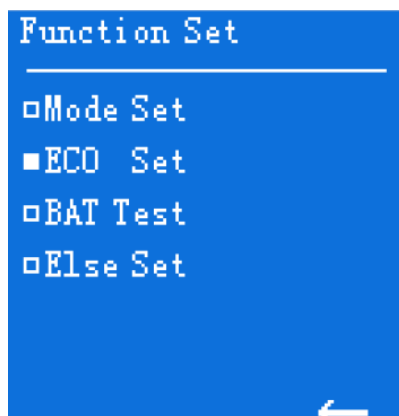 Function Set
Mode Set
ECO Set
BAT Test
Else Set